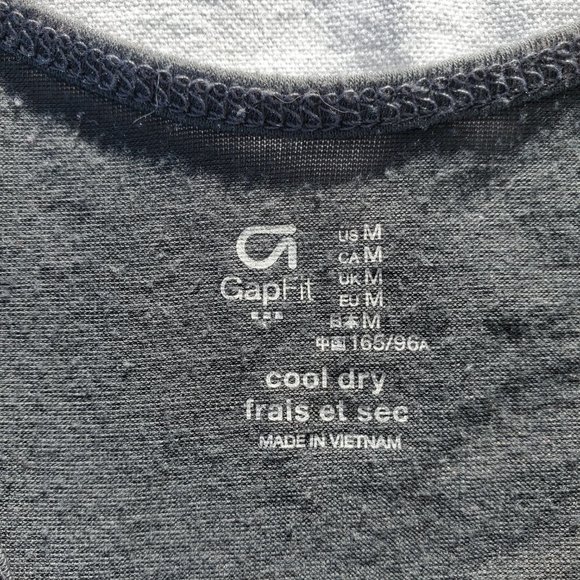 GapFit
US M
CA M
UK M
EU M
日本 M
中国 165/96A
cool dry
frais et sec
MADE IN VIETNAM